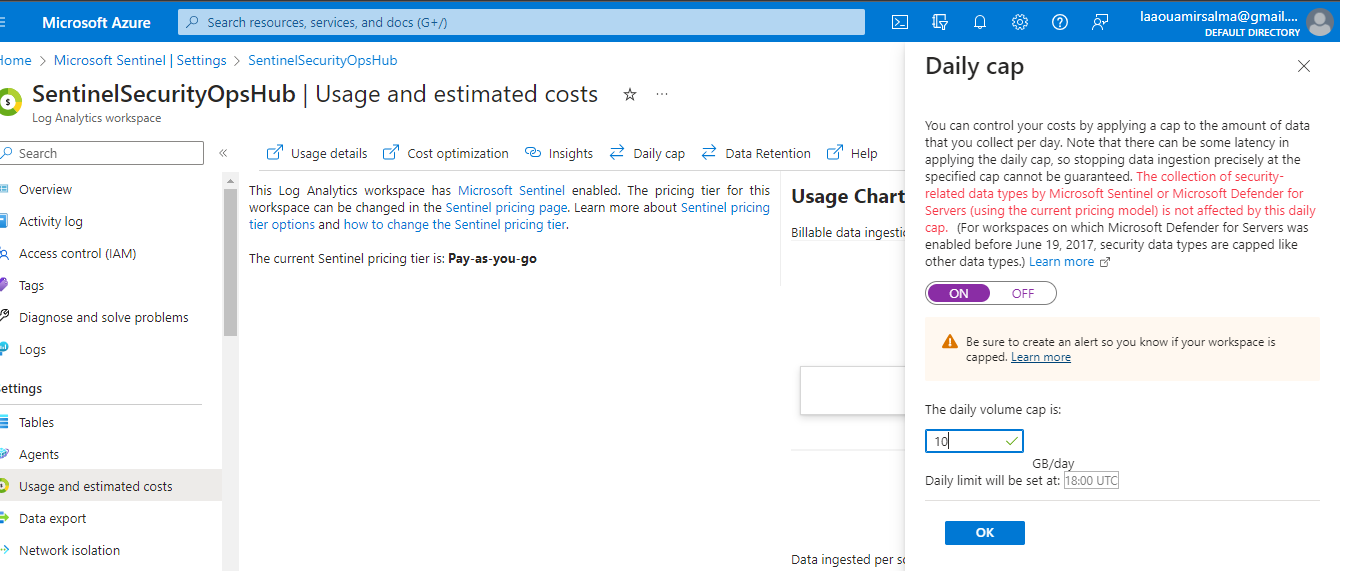 Microsoft Azure
Search resources, services, and docs (G+/)
laaouamirsalma@gmail....
DEFAULT DIRECTORY
Home > Microsoft Sentinel | Settings > SentinelSecurityOpsHub
SentinelSecurityOpsHub | Usage and estimated costs
Log Analytics workspace
Search
Overview
Activity log
Access control (IAM)
Tags
Diagnose and solve problems
Logs
ettings
Tables
Agents
Usage and estimated costs
Data export
Network isolation
Usage details
Cost optimization
Insights
Daily cap
Data Retention
Help
This Log Analytics workspace has Microsoft Sentinel enabled. The pricing tier for this
workspace can be changed in the Sentinel pricing page. Learn more about Sentinel pricing
tier options and how to change the Sentinel pricing tier.
The current Sentinel pricing tier is: Pay-as-you-go
Usage Chart
Billable data ingestio
Data ingested per so
Daily cap
You can control your costs by applying a cap to the amount of data
that you collect per day. Note that there can be some latency in
applying the daily cap, so stopping data ingestion precisely at the
specified cap cannot be guaranteed. The collection of security-
related data types by Microsoft Sentinel or Microsoft Defender for
Servers (using the current pricing model) is not affected by this daily
cap. (For workspaces on which Microsoft Defender for Servers was
enabled before June 19, 2017, security data types are capped like
other data types.) Learn more
ON OFF
Be sure to create an alert so you know if your workspace is
capped. Learn more
The daily volume cap is:
10
GB/day
Daily limit will be set at: 18:00 UTC
OK